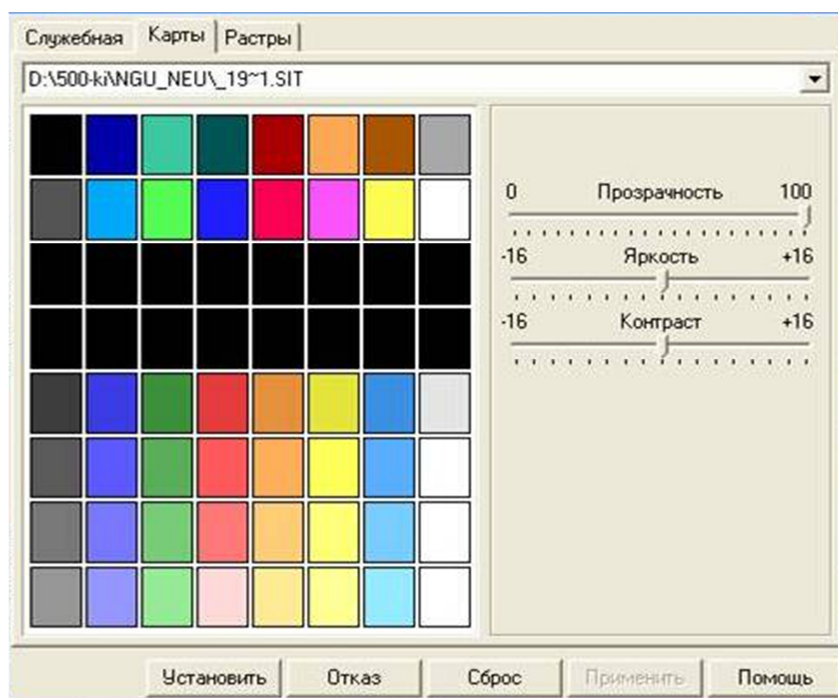 Служебная Карты Растры
D:\500-ki\NGU_NEU\_19~1.SIT
0 Прозрачность 100
-16 Яркость +16
-16 Контраст +16
Установить Отказ Сброс Применить Помощь